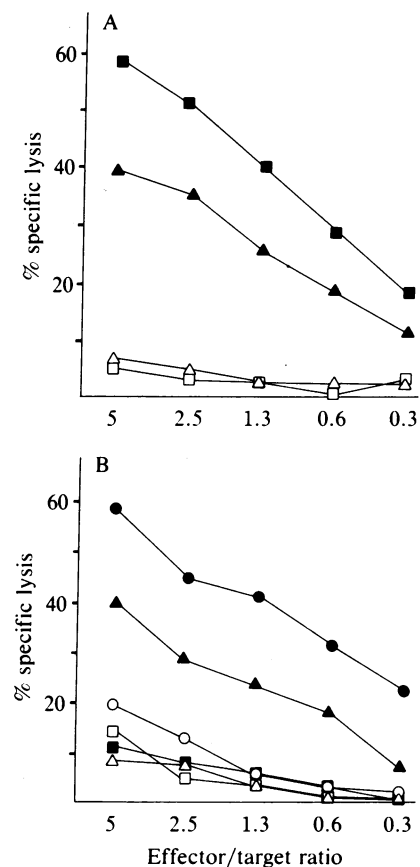 A
60
40
20
% specific lysis
5 2.5 1.3 0.6 0.3
B
60
40
20
% specific lysis
5 2.5 1.3 0.6 0.3
Effector/target ratio